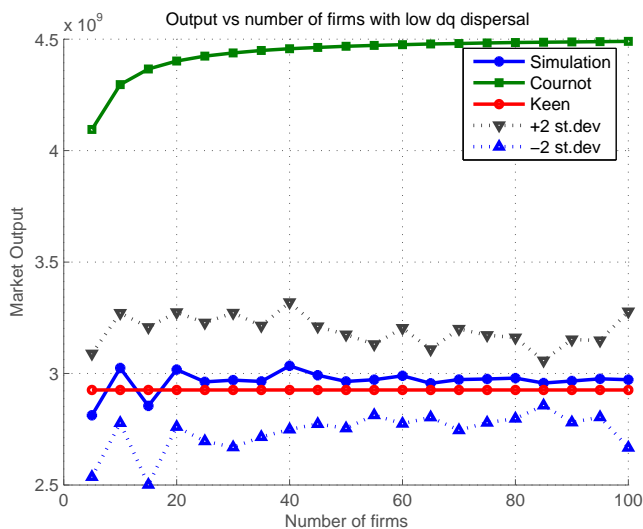 Output vs number of firms with low dq dispersal
x 10^9
4.5
4
3.5
3
2.5
Market Output
0 20 40 60 80 100
Number of firms
Simulation
Cournot
Keen
+2 st.dev
−2 st.dev